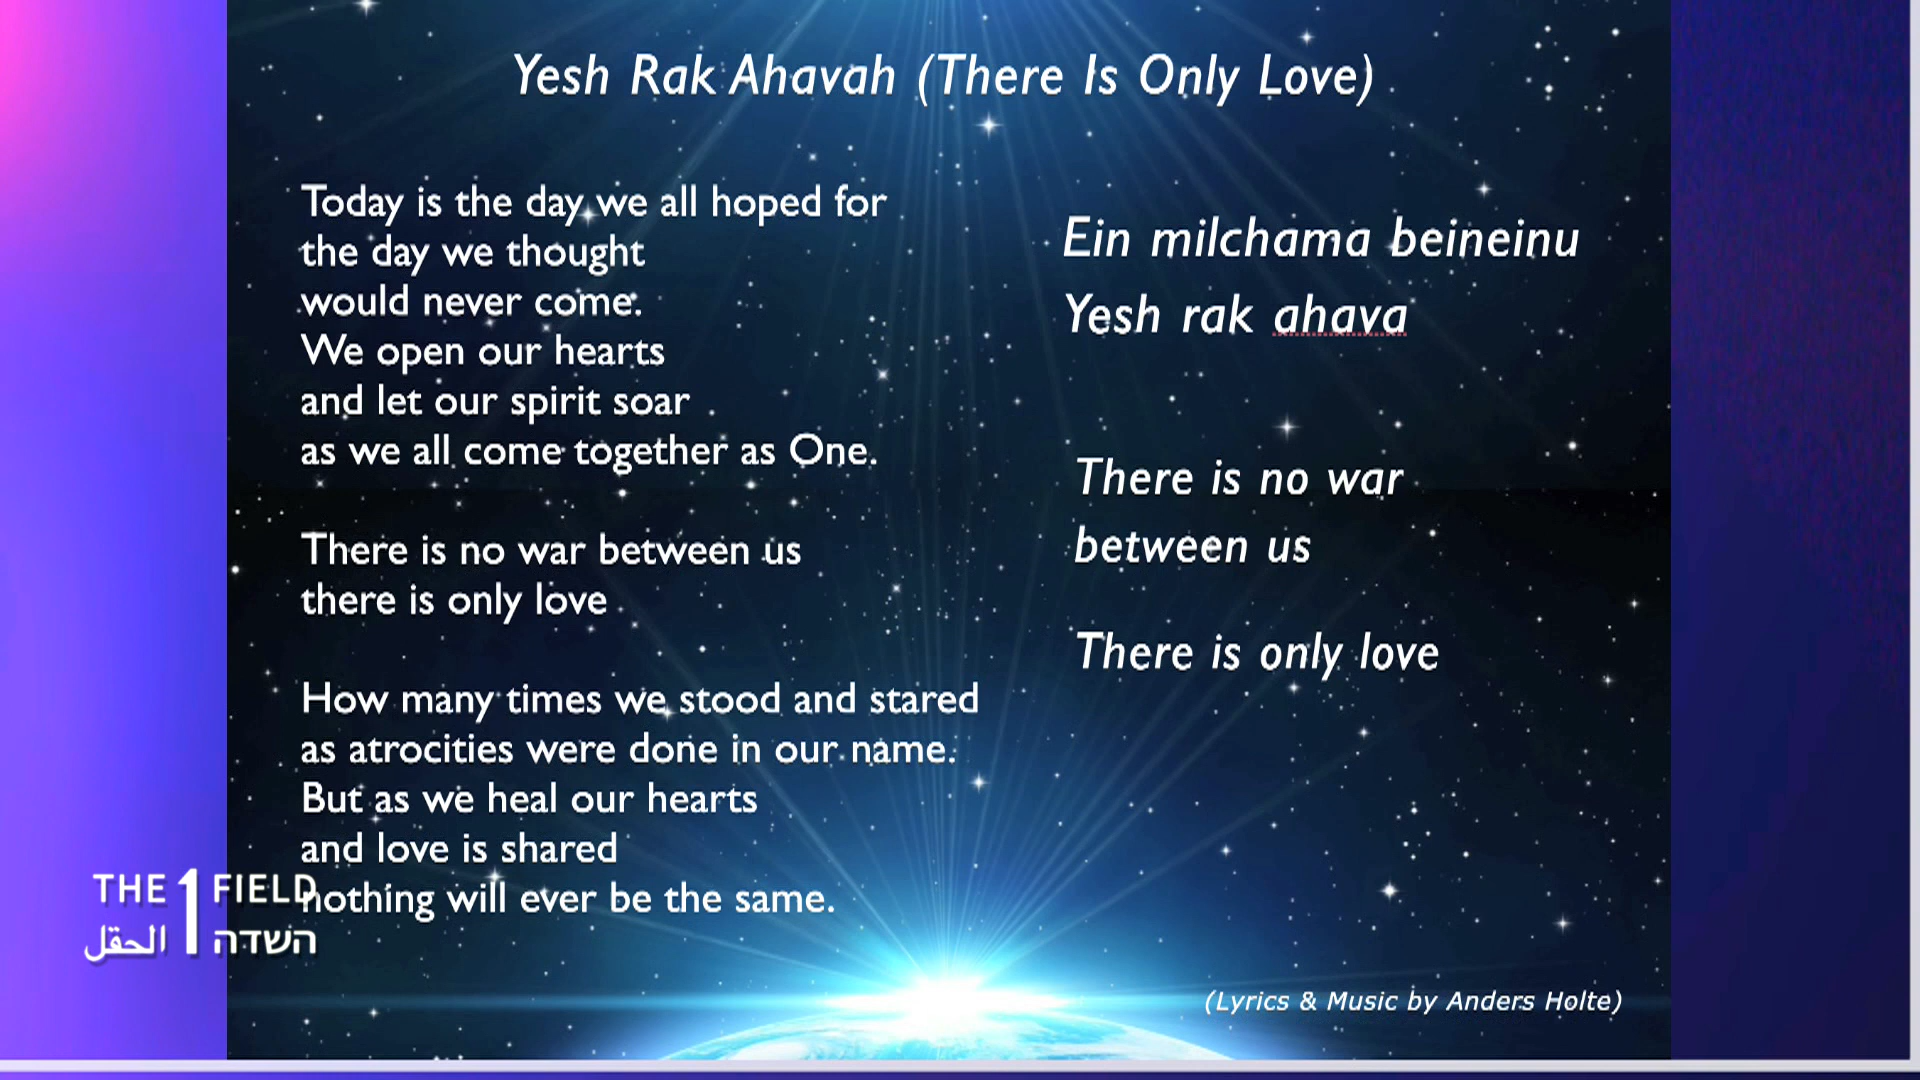 Yesh Rak Ahavah (There Is Only Love)
Today is the day we all hoped for
the day we thought
would never come.
We open our hearts
and let our spirit soar
as we all come together as One.
There is no war between us
there is only love
How many times we stood and stared
as atrocities were done in our name.
But as we heal our hearts
and love is shared
nothing will ever be the same.
Ein milchama beineinu
Yesh rak ahava
There is no war
between us
There is only love
(Lyrics & Music by Anders Holte)
THE 1 FIELD
الحقل השדה